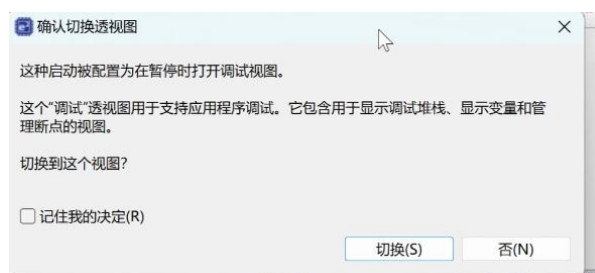 确认切换透视图
这种启动被配置为在暂停时打开调试视图。
这个“调试”透视图用于支持应用程序调试。它包含用于显示调试堆栈、显示变量和管
理断点的视图。
切换到这个视图?
记住我的决定(R)
切换(S) 否(N)